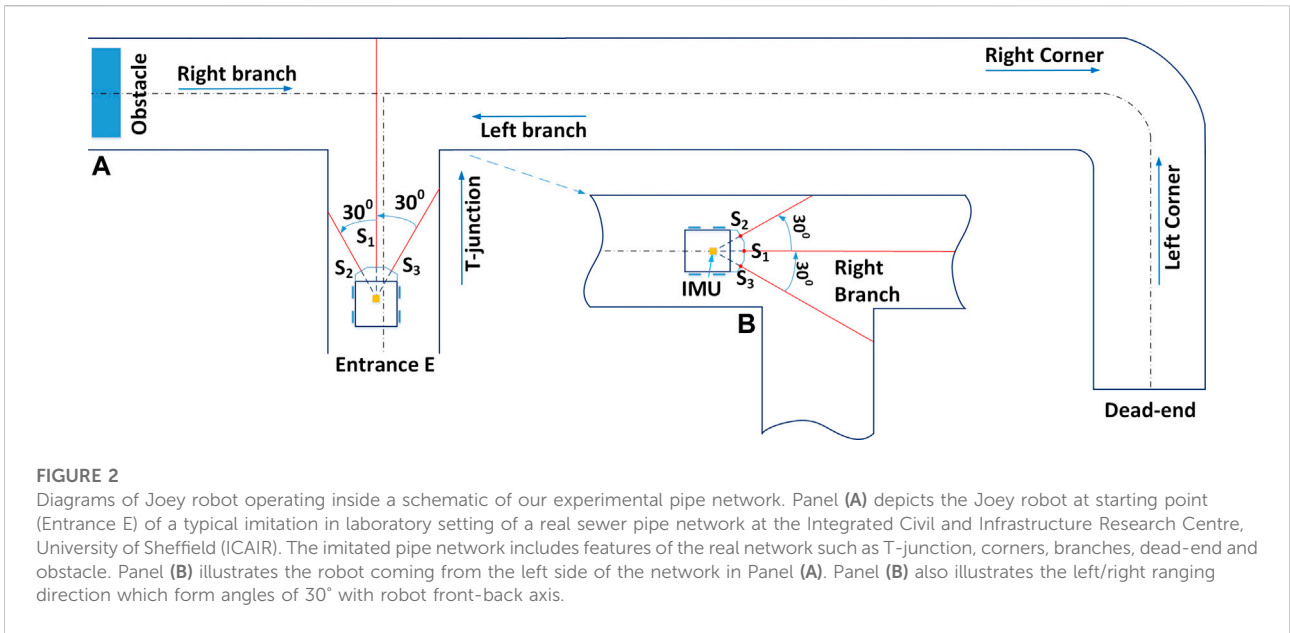 Obstacle
Right branch
Right Corner
Left branch
A
30⁰
30⁰
S₁
S₂
S₃
T-junction
Entrance E
S₂
S₁
S₃
30⁰
30⁰
IMU
Right
Branch
B
Left Corner
Dead-end
FIGURE 2
Diagrams of Joey robot operating inside a schematic of our experimental pipe network. Panel (A) depicts the Joey robot at starting point
(Entrance E) of a typical imitation in laboratory setting of a real sewer pipe network at the Integrated Civil and Infrastructure Research Centre,
University of Sheffield (ICAIR). The imitated pipe network includes features of the real network such as T-junction, corners, branches, dead-end and
obstacle. Panel (B) illustrates the robot coming from the left side of the network in Panel (A). Panel (B) also illustrates the left/right ranging
direction which form angles of 30° with robot front-back axis.